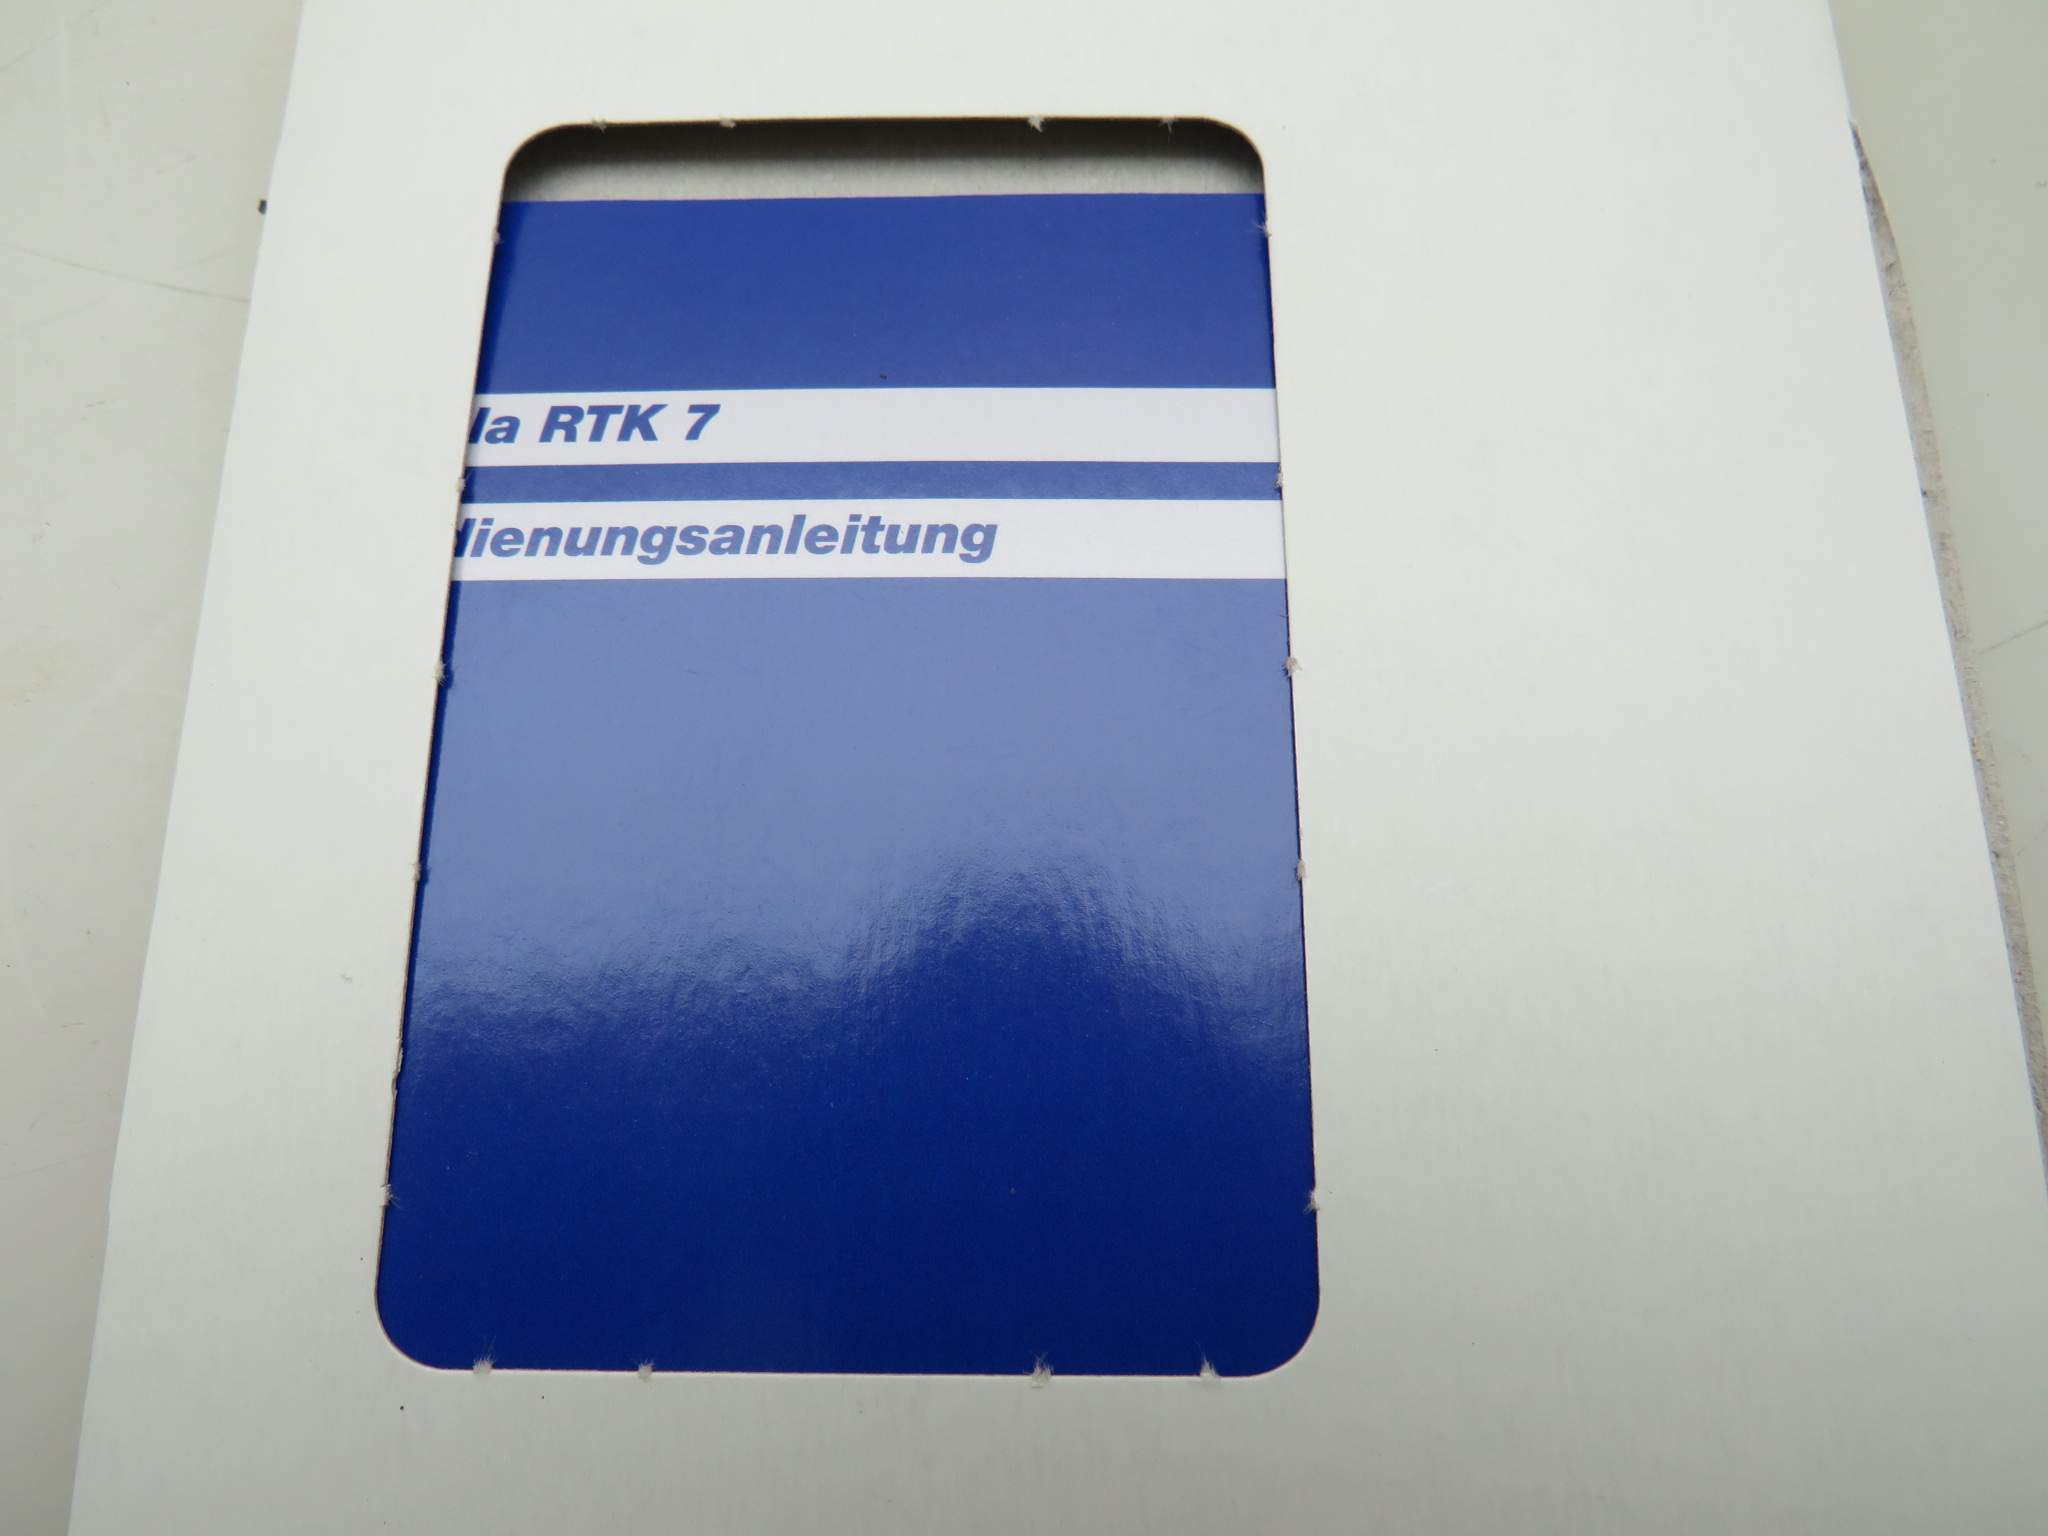 la RTK 7
dienungsanleitung